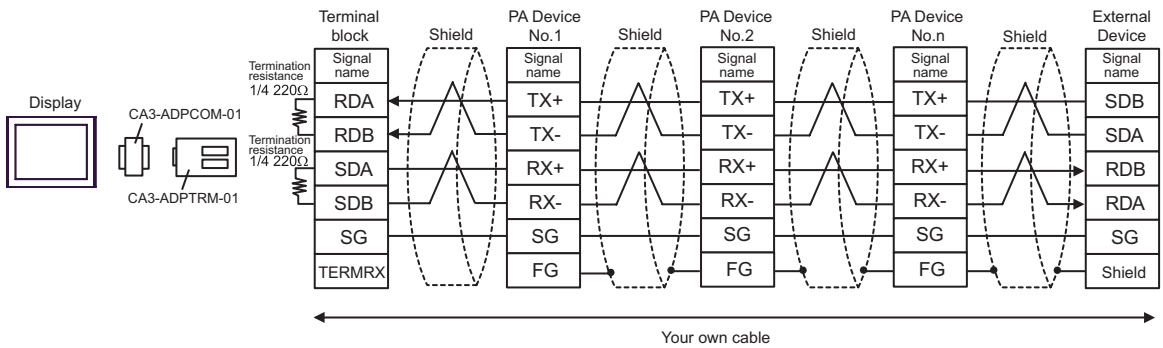 Terminal block
Shield
PA Device No.1
Shield
PA Device No.2
Shield
PA Device No.n
Shield
External Device
Display
CA3-ADPCOM-01
CA3-ADPTRM-01
Termination resistance 1/4 220Ω
Termination resistance 1/4 220Ω
Signal name
Signal name
Signal name
Signal name
Signal name
RDA
TX+
TX+
TX+
SDB
RDB
TX-
TX-
TX-
SDA
SDA
RX+
RX+
RX+
RDB
SDB
RX-
RX-
RX-
RDA
SG
SG
SG
SG
SG
TERMRX
FG
FG
FG
Shield
Your own cable